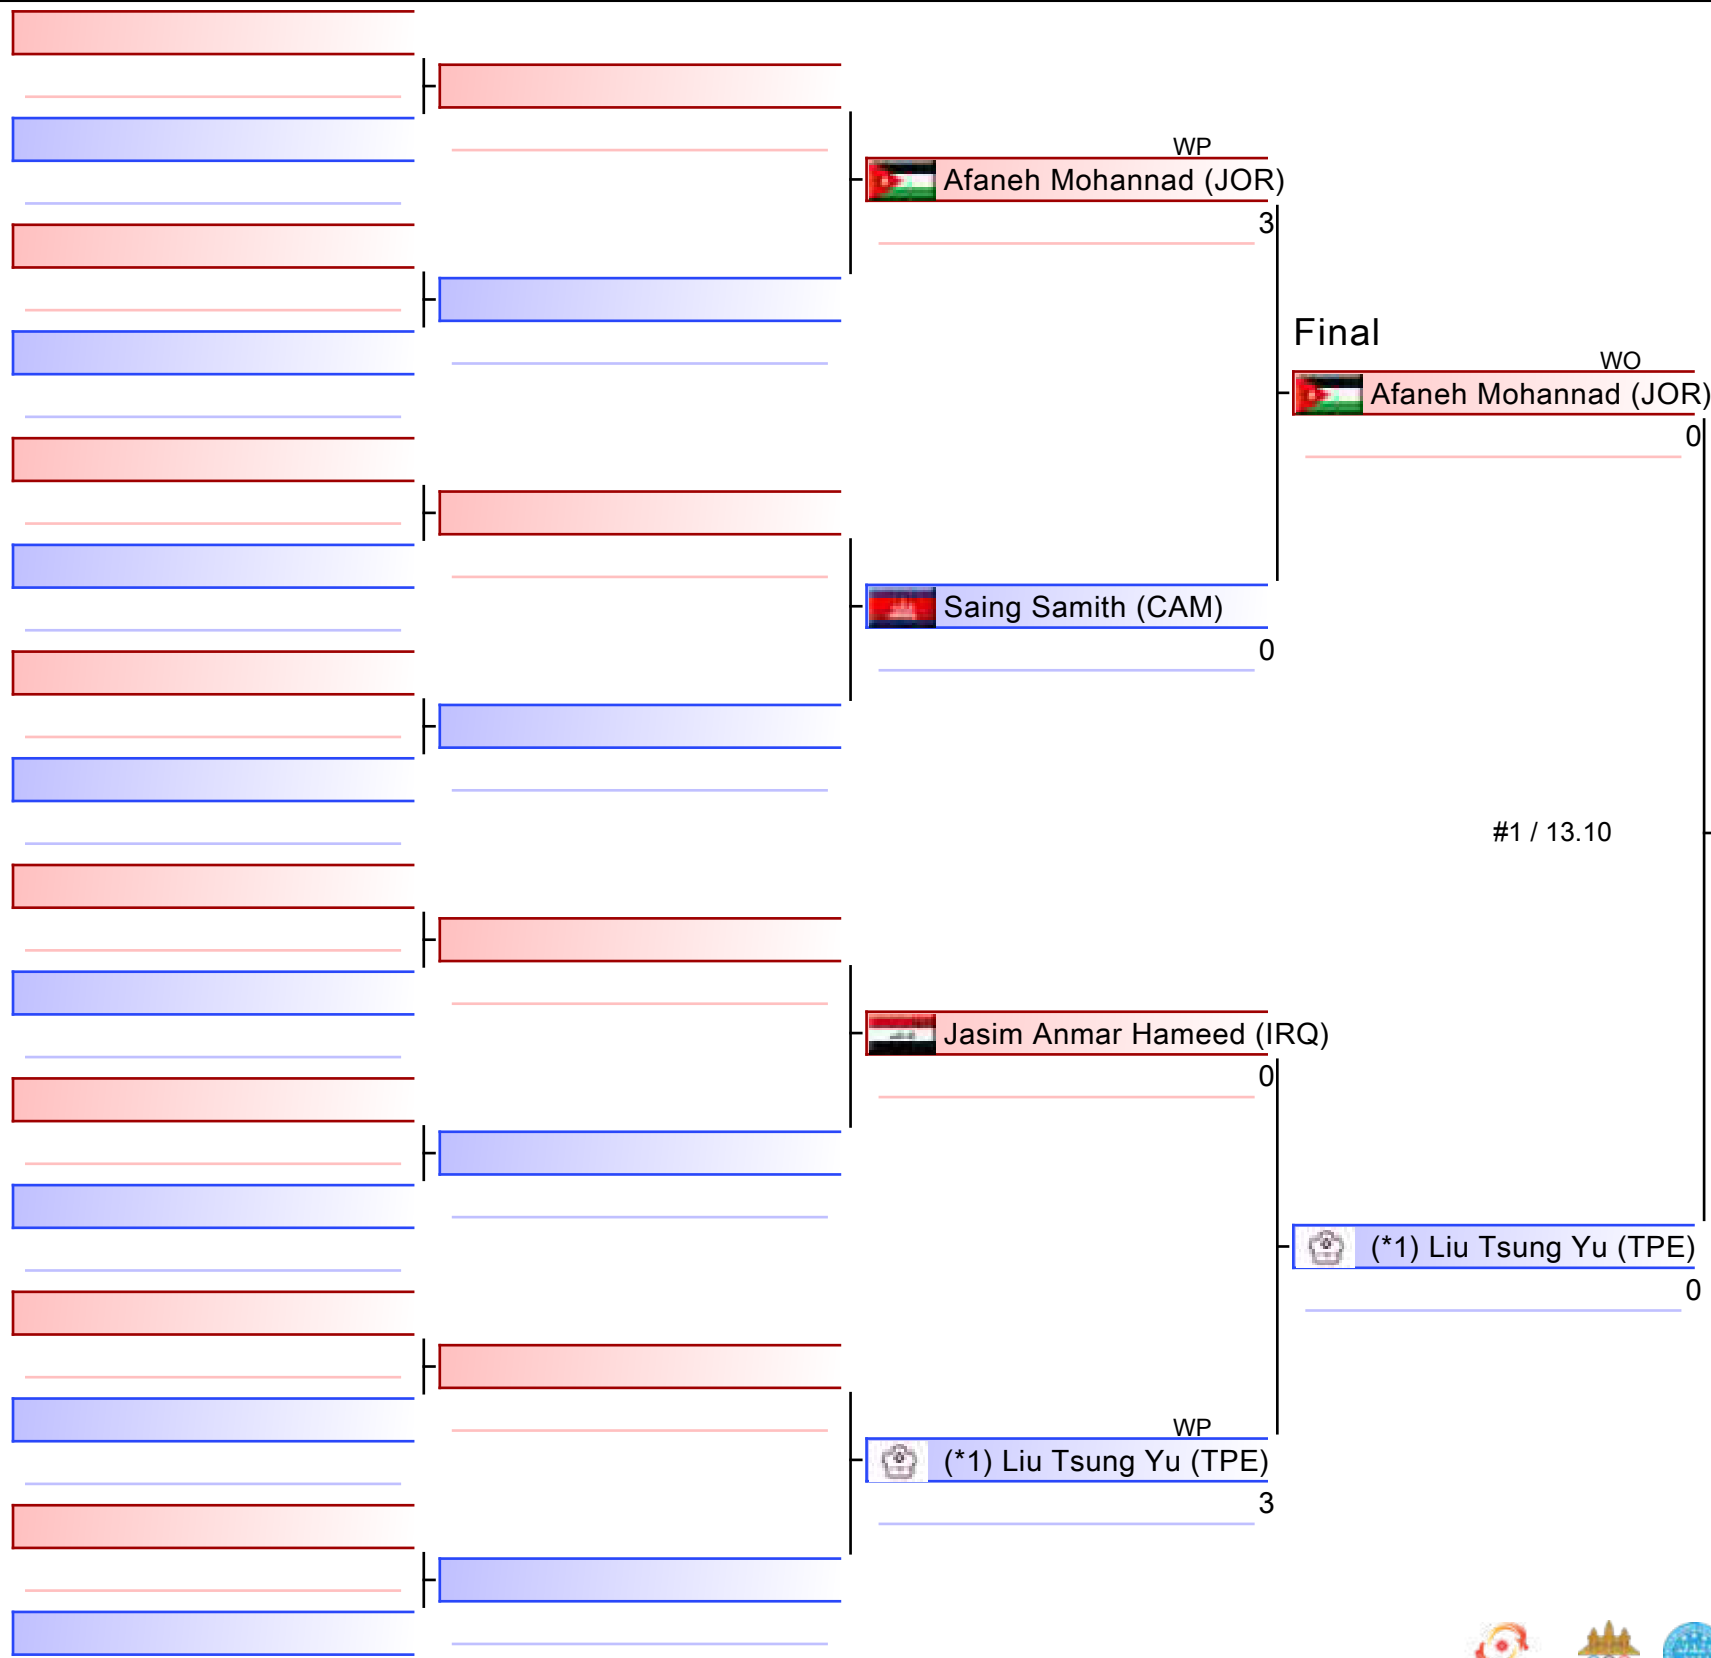 WP
Afaneh Mohannad (JOR)
3
Final
WO
Afaneh Mohannad (JOR)
0
Saing Samith (CAM)
0
#1 / 13.10
Jasim Anmar Hameed (IRQ)
0
(*1) Liu Tsung Yu (TPE)
0
WP
(*1) Liu Tsung Yu (TPE)
3